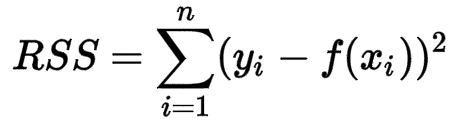 RSS = \sum_{i=1}^{n} (y_i - f(x_i))^2